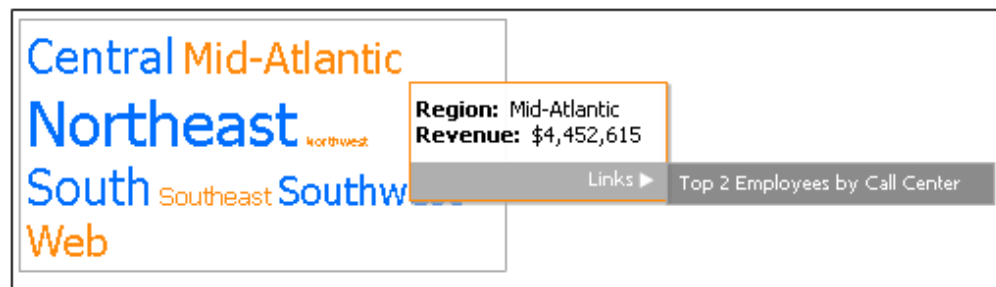 Central Mid-Atlantic
Northeast Northwest
South Southeast Southwest
Web
Region: Mid-Atlantic
Revenue: $4,452,615
Links ▶
Top 2 Employees by Call Center